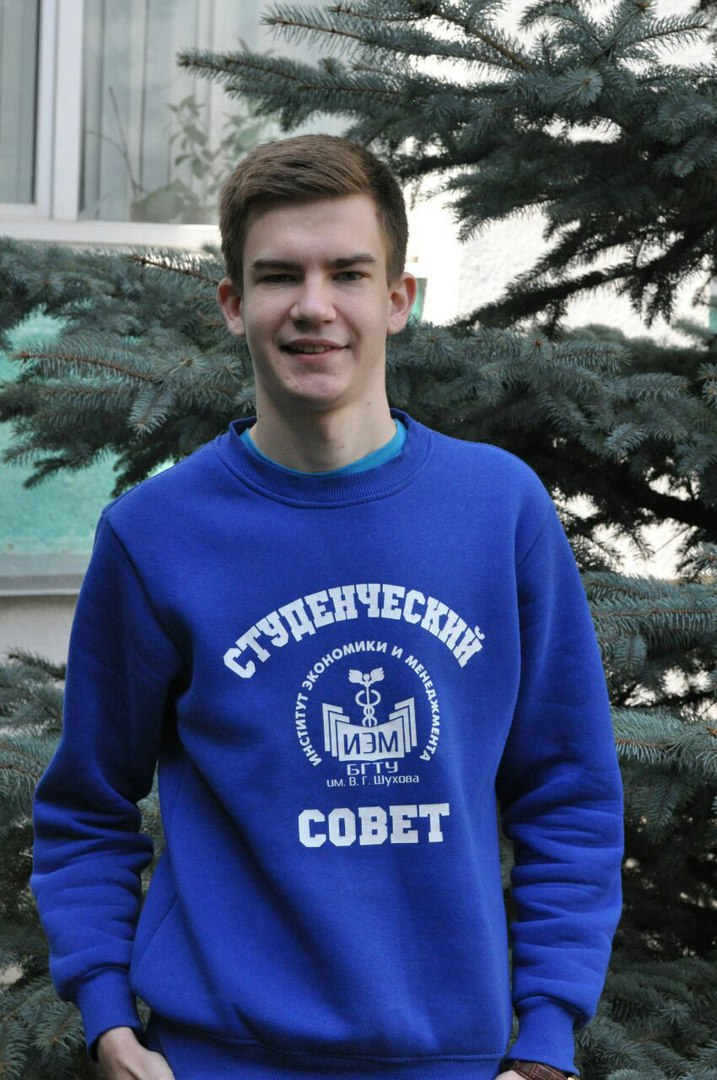 СТУДЕНЧЕСКИЙ
ИНСТИТУТ ЭКОНОМИКИ И МЕНЕДЖМЕНТА
ИЭМ
БГТУ
им. В. Г. Шухова
СОВЕТ